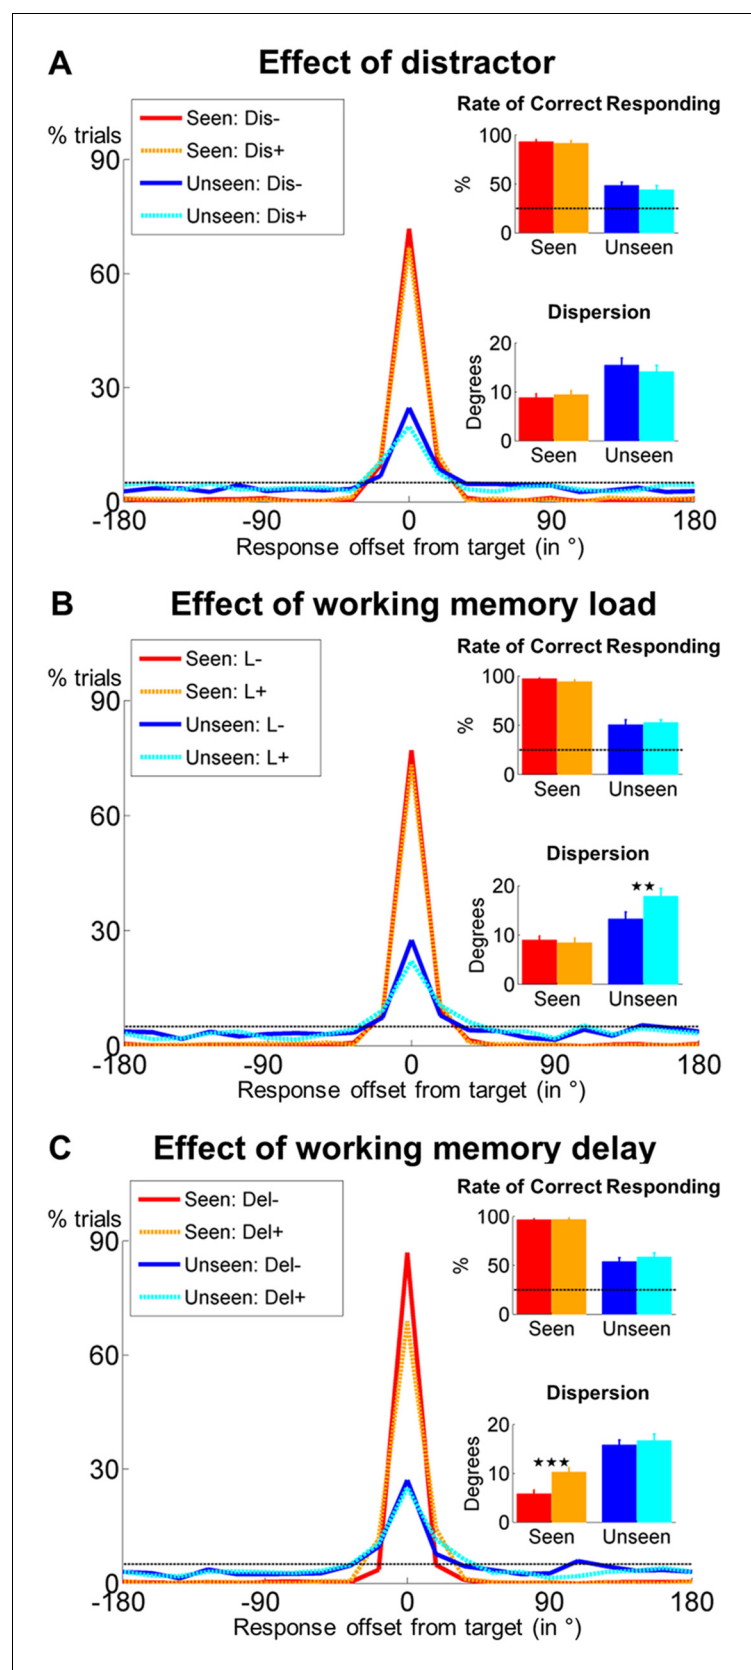 A Effect of distractor
Seen: Dis-
Seen: Dis+
Unseen: Dis-
Unseen: Dis+
% trials
90
60
30
0
-180 -90 0 90 180
Response offset from target (in °)
Rate of Correct Responding
%
100
50
0
Seen Unseen
Dispersion
Degrees
20
10
0
Seen Unseen
B Effect of working memory load
Seen: L-
Seen: L+
Unseen: L-
Unseen: L+
% trials
90
60
30
0
-180 -90 0 90 180
Response offset from target (in °)
Rate of Correct Responding
%
100
50
0
Seen Unseen
Dispersion
Degrees
20
10
0
★★
Seen Unseen
C Effect of working memory delay
Seen: Del-
Seen: Del+
Unseen: Del-
Unseen: Del+
% trials
90
60
30
0
-180 -90 0 90 180
Response offset from target (in °)
Rate of Correct Responding
%
100
50
0
Seen Unseen
Dispersion
Degrees
20
10
0
★★★
Seen Unseen